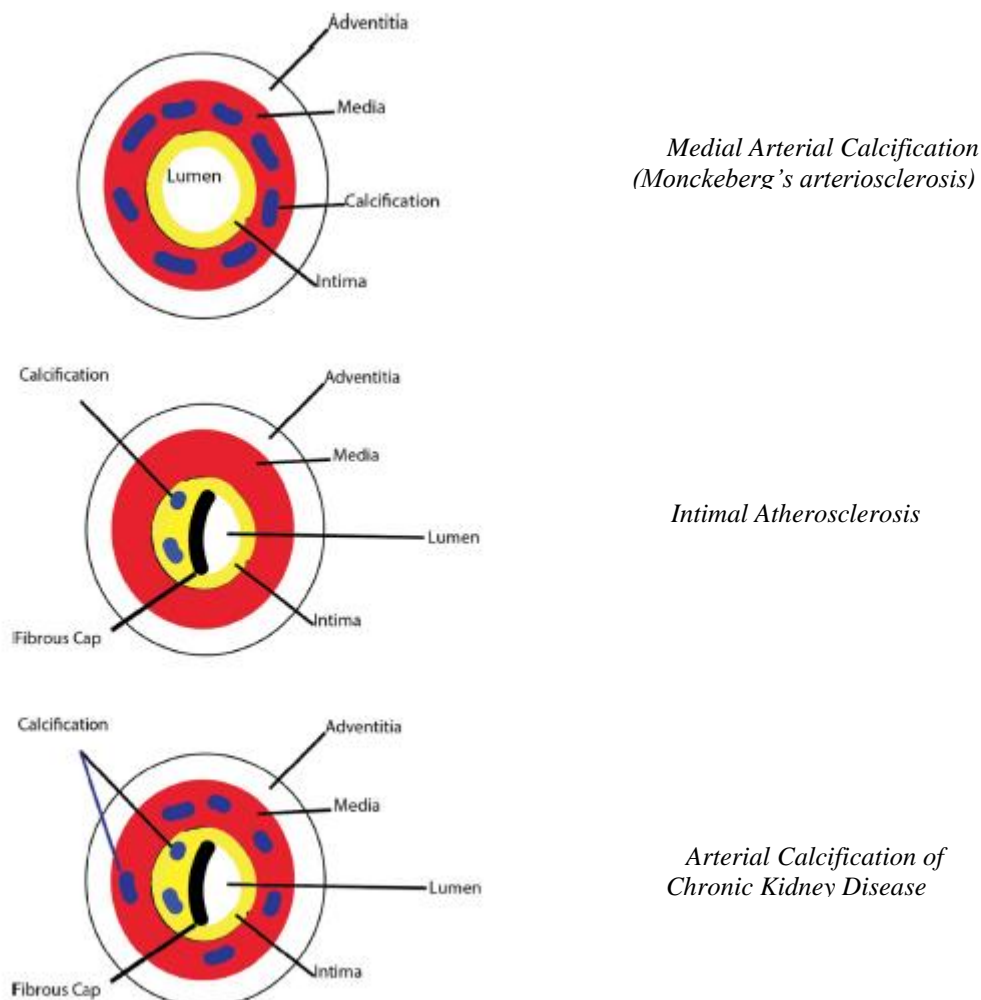 Adventitia
Media
Lumen
Calcification
Intima
Medial Arterial Calcification
(Monckeberg's arteriosclerosis)
Calcification
Adventitia
Media
Lumen
Intima
Fibrous Cap
Intimal Atherosclerosis
Calcification
Adventitia
Media
Lumen
Intima
Fibrous Cap
Arterial Calcification of
Chronic Kidney Disease